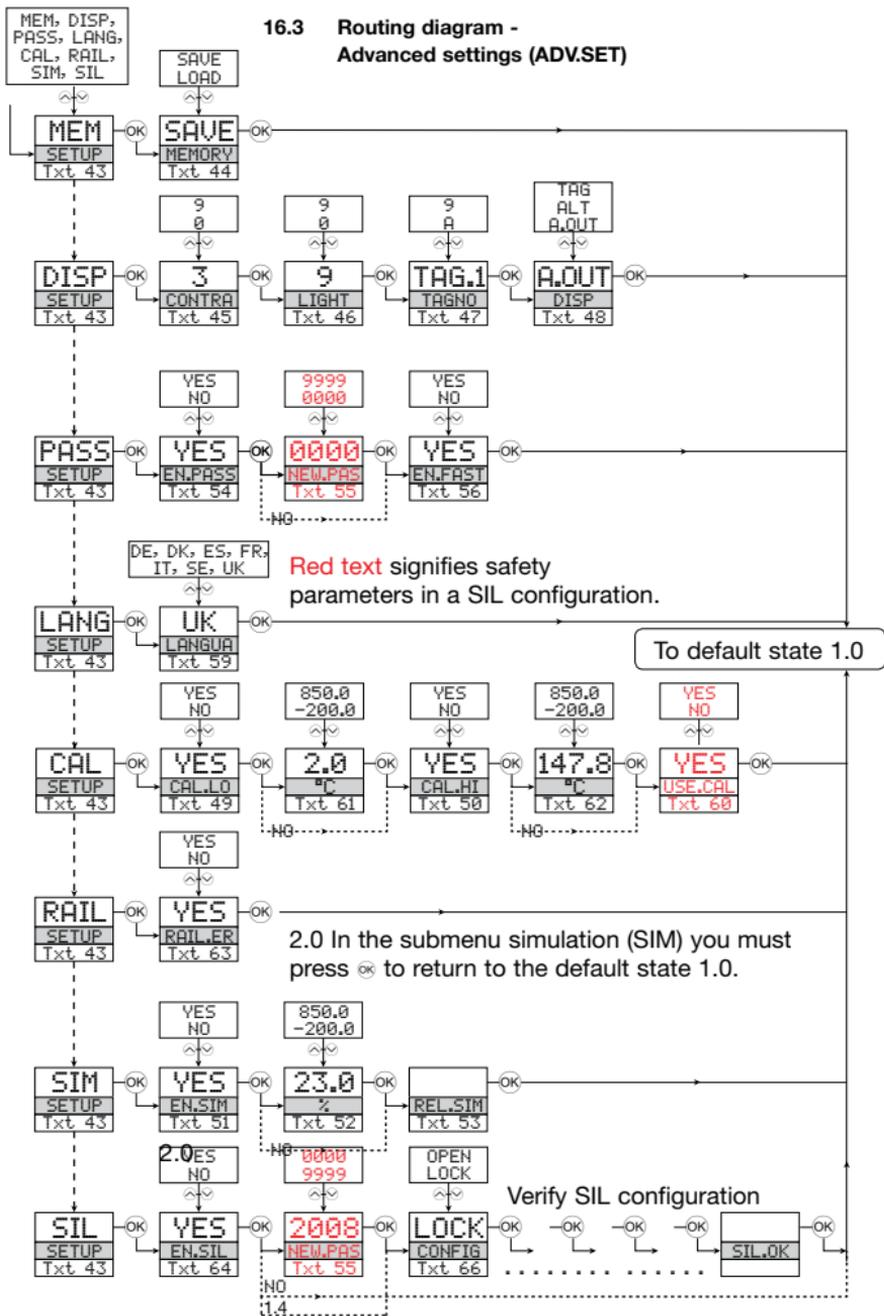 16.3 Routing diagram -
Advanced settings (ADV.SET)
MEM, DISP,
PASS, LANG,
CAL, RAIL,
SIM, SIL
SAVE
LOAD
MEM OK SAVE OK
SETUP MEMORY
Txt 43 Txt 44
9 9 9 TAG
0 0 A ALT
A.OUT
DISP OK 3 OK 9 OK TAG.1 OK A.OUT OK
SETUP CONTRA LIGHT TAGNO DISP
Txt 43 Txt 45 Txt 46 Txt 47 Txt 48
YES 9999 YES
NO 0000 NO
PASS OK YES OK 0000 OK YES OK
SETUP EN.PASS NEW.PAS EN.FAST
Txt 43 Txt 54 Txt 55 Txt 56
NO
DE, DK, ES, FR,
IT, SE, UK
Red text signifies safety
parameters in a SIL configuration.
LANG OK UK OK
SETUP LANGUA
Txt 43 Txt 59
To default state 1.0
YES 850.0 YES 850.0 YES
NO -200.0 NO -200.0 NO
CAL OK YES OK 2.0 OK YES OK 147.8 OK YES OK
SETUP CAL.LO °C CAL.HI °C USE.CAL
Txt 43 Txt 49 Txt 61 Txt 50 Txt 62 Txt 60
NO NO
YES
NO
RAIL OK YES OK
SETUP RAIL.ER
Txt 43 Txt 63
2.0 In the submenu simulation (SIM) you must
press OK to return to the default state 1.0.
YES 850.0
NO -200.0
SIM OK YES OK 23.0 OK OK
SETUP EN.SIM % REL.SIM
Txt 43 Txt 51 Txt 52 Txt 53
NO
2.0
YES 0000 OPEN
NO 9999 LOCK
Verify SIL configuration
SIL OK YES OK 2008 OK LOCK OK OK OK OK OK
SETUP EN.SIL NEW.PAS CONFIG SIL.OK
Txt 43 Txt 64 Txt 55 Txt 66
NO
1.4